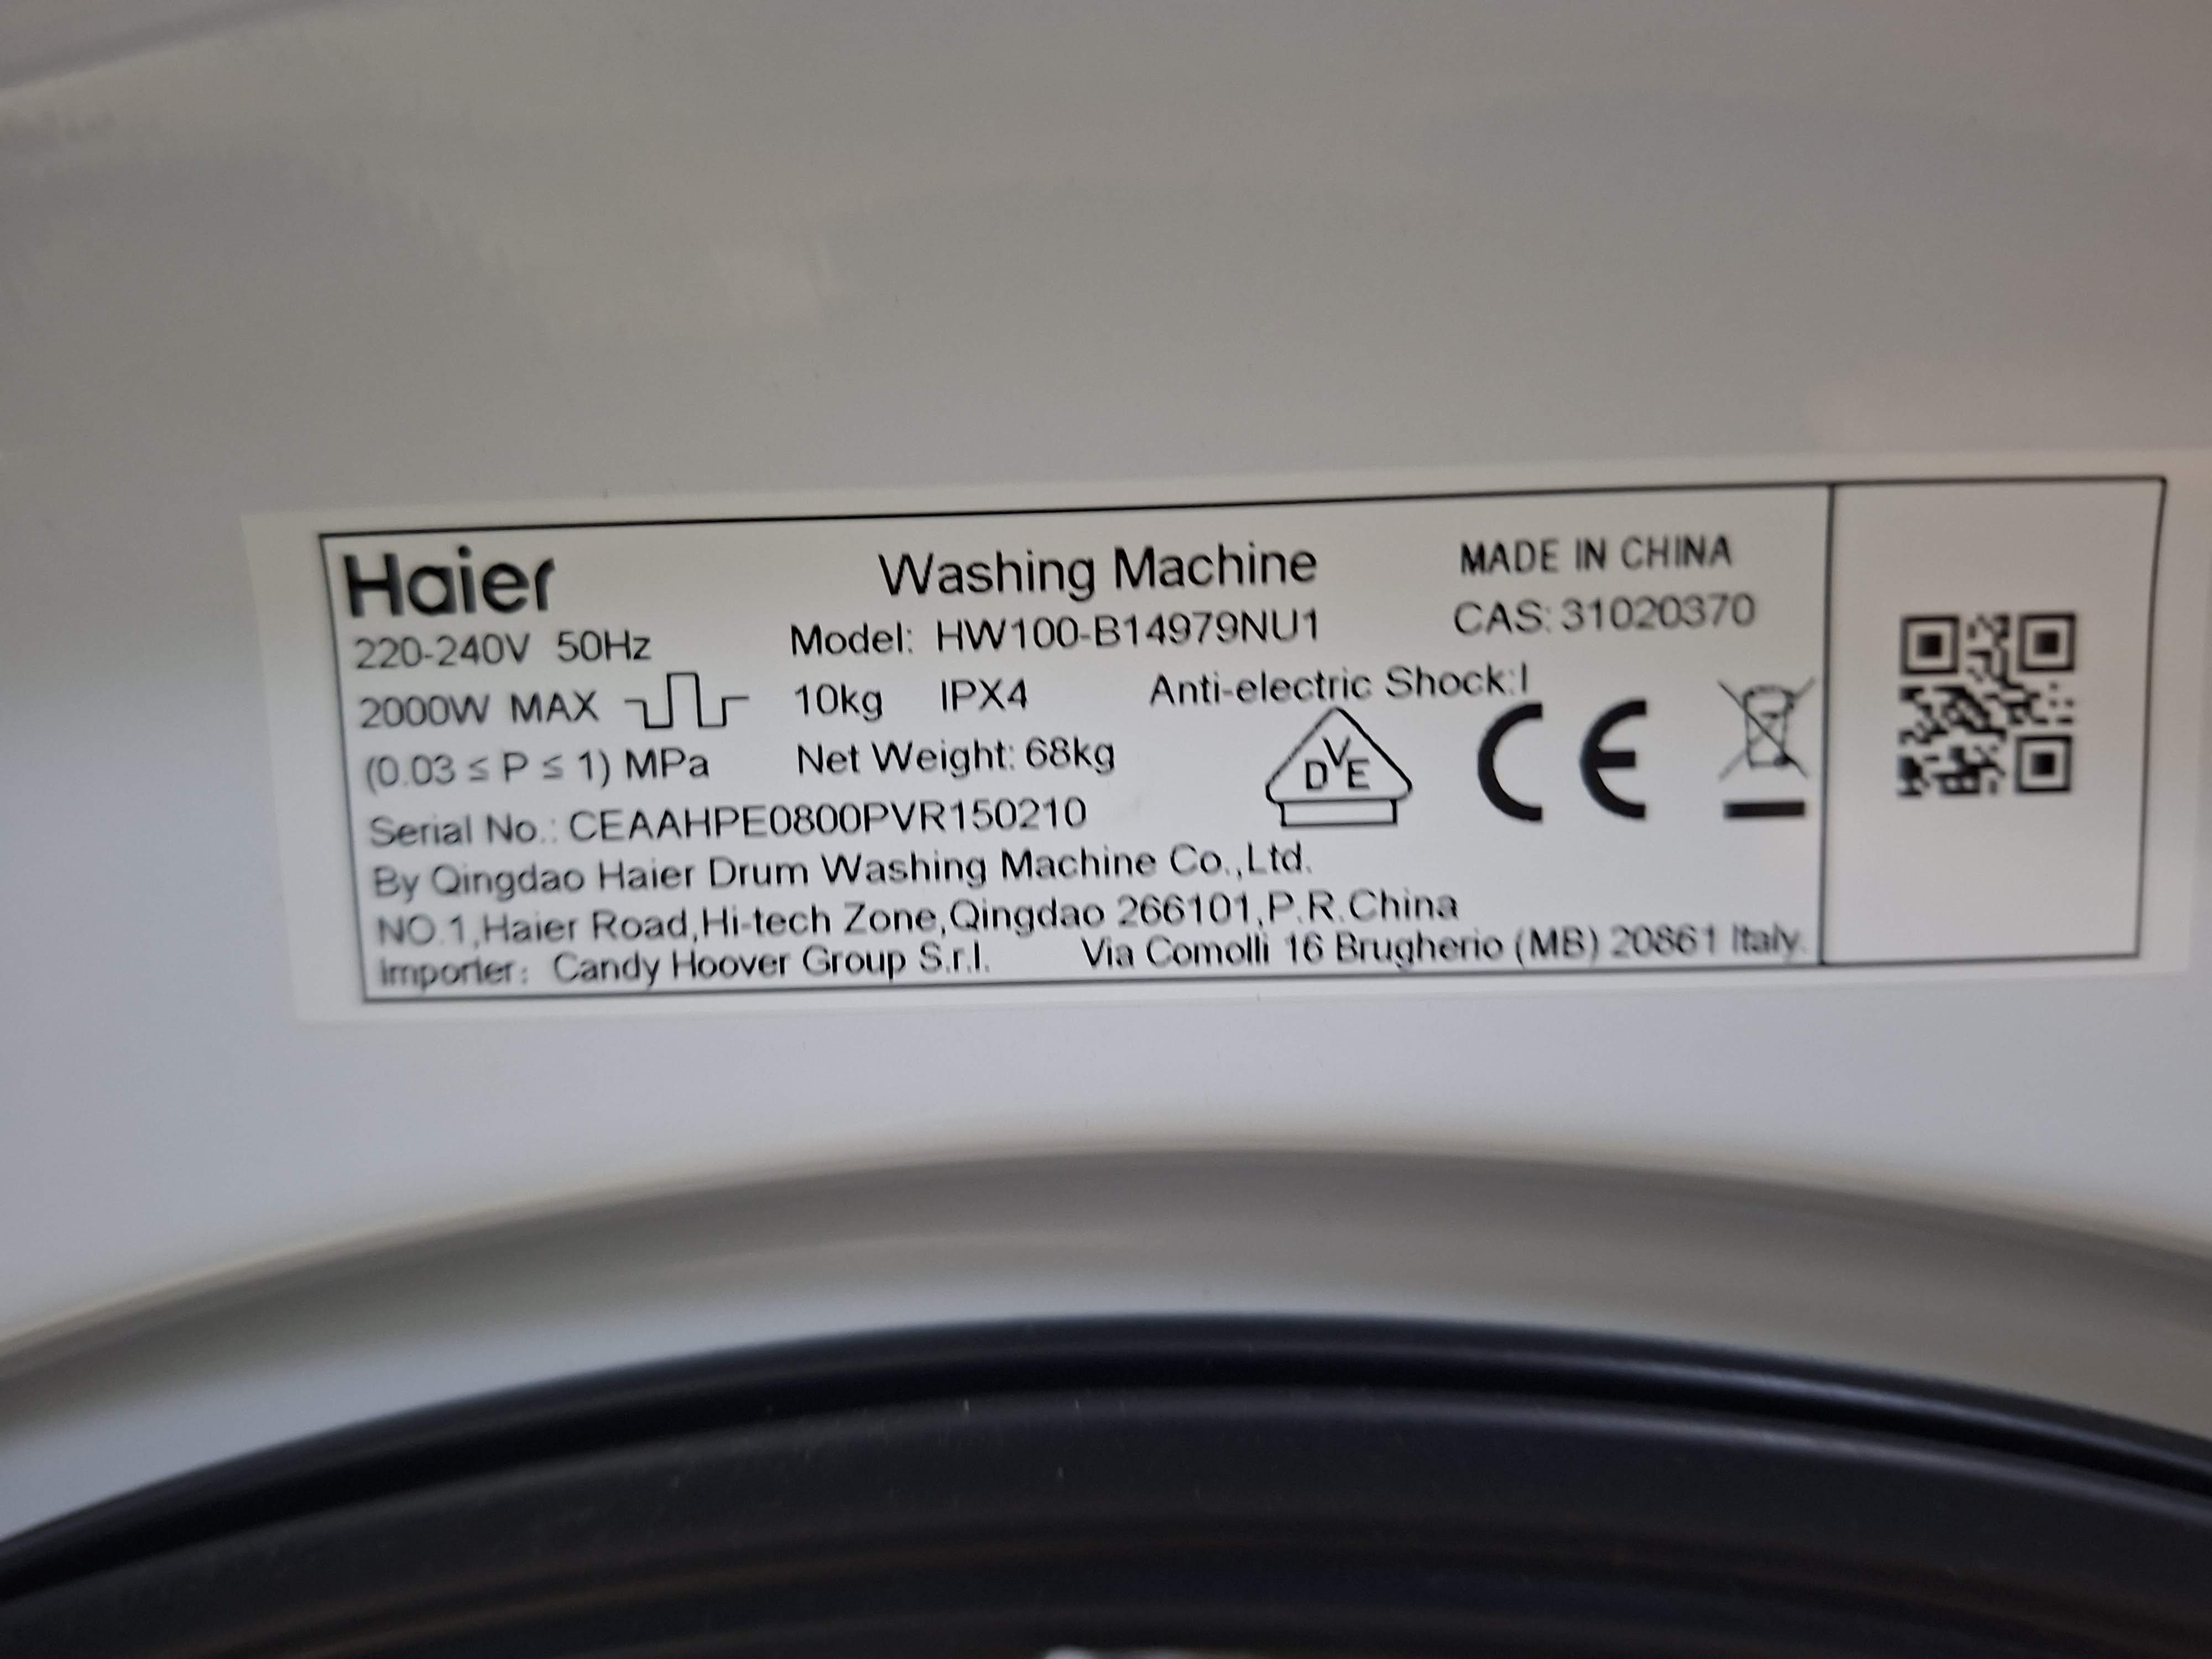 Haier Washing Machine MADE IN CHINA
220-240V 50Hz Model: HW100-B14979NU1 CAS: 31020370
2000W MAX 10kg IPX4 Anti-electric Shock:I
(0.03 ≤ P ≤ 1) MPa Net Weight: 68kg DVE CE
Serial No.: CEAAHPE0800PVR150210
By Qingdao Haier Drum Washing Machine Co.,Ltd.
NO.1,Haier Road,Hi-tech Zone,Qingdao 266101,P.R.China
Importer: Candy Hoover Group S.r.l. Via Comolli 16 Brugherio (MB) 20861 Italy.